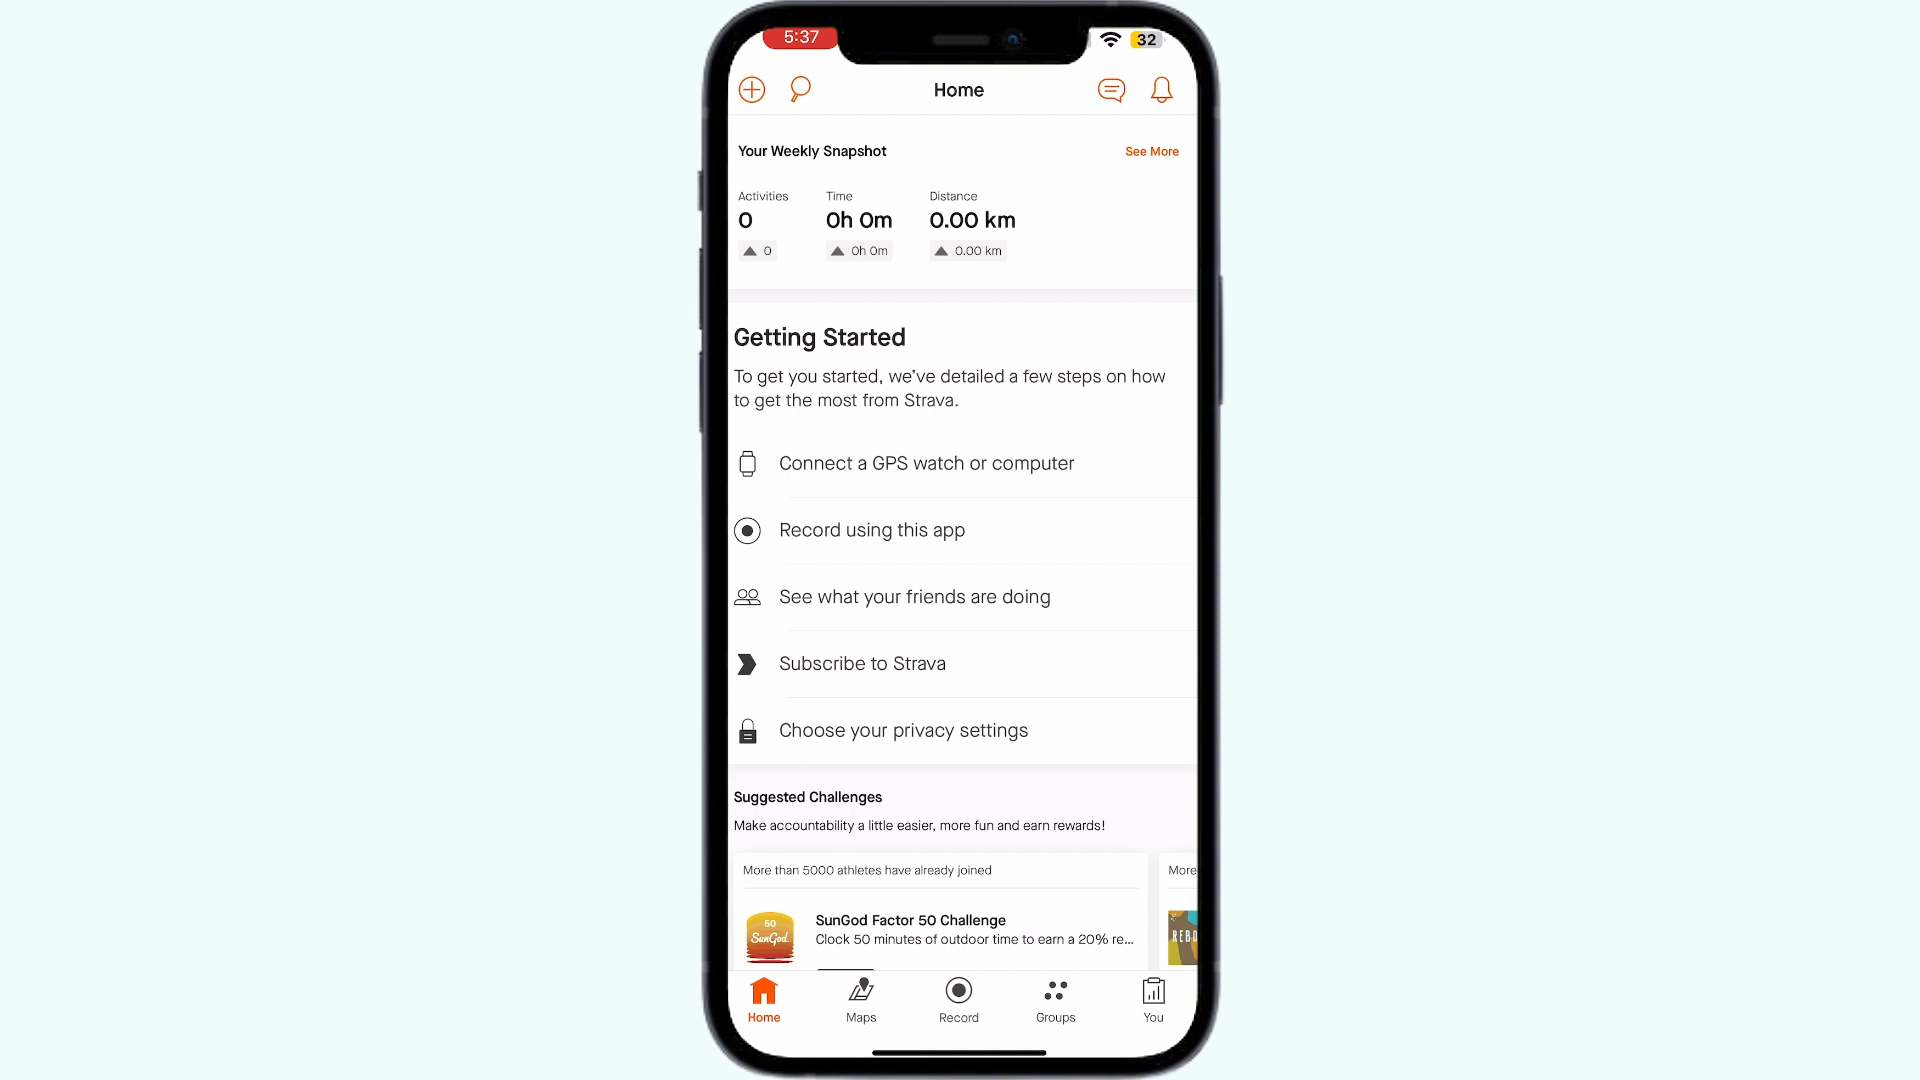 5:37
32
Home
Your Weekly Snapshot
See More
Activities Time Distance
0 0h 0m 0.00 km
0 0h 0m 0.00 km
Getting Started
To get you started, we've detailed a few steps on how
to get the most from Strava.
Connect a GPS watch or computer
Record using this app
See what your friends are doing
Subscribe to Strava
Choose your privacy settings
Suggested Challenges
Make accountability a little easier, more fun and earn rewards!
More than 5000 athletes have already joined
More
50
SunGod
SunGod Factor 50 Challenge
Clock 50 minutes of outdoor time to earn a 20% re...
REBO
Home Maps Record Groups You